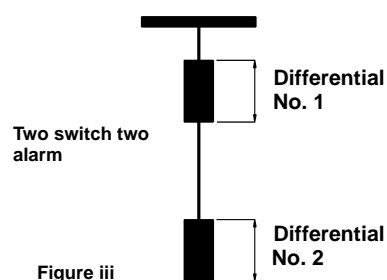 Differential
No. 1
Two switch two
alarm
Differential
No. 2
Figure iii